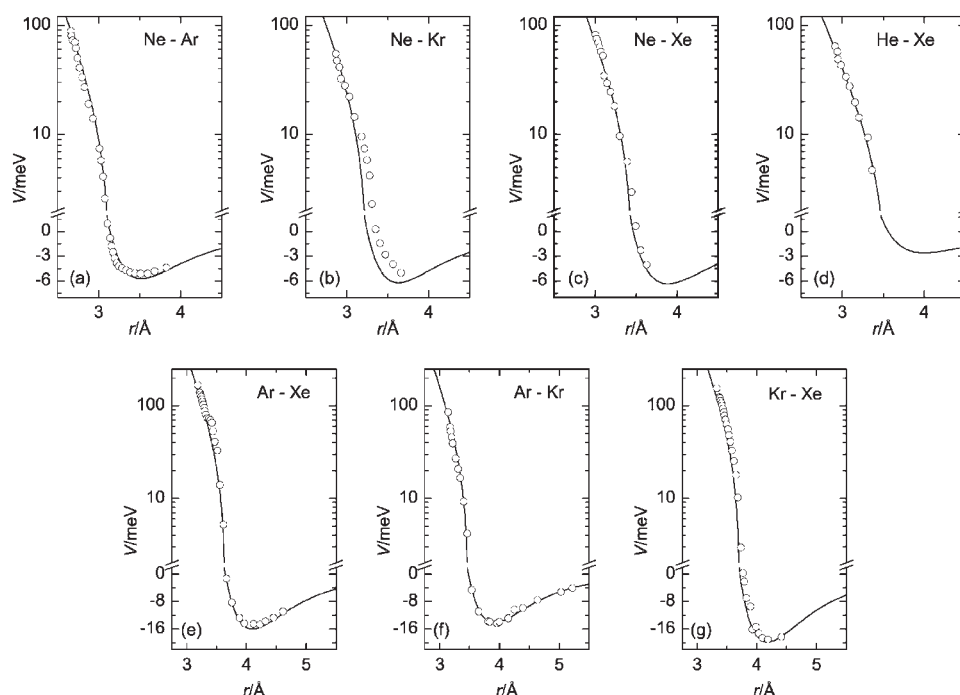 100
10
0
-3
-6
V/meV
Ne - Ar
(a)
3
4
r/Å
100
10
0
-3
-6
V/meV
Ne - Kr
(b)
3
4
r/Å
100
10
0
-3
-6
V/meV
Ne - Xe
(c)
3
4
r/Å
100
10
0
-3
-6
V/meV
He - Xe
(d)
3
4
r/Å
100
10
0
-8
-16
V/meV
Ar - Xe
(e)
3
4
5
r/Å
100
10
0
-8
-16
V/meV
Ar - Kr
(f)
3
4
5
r/Å
100
10
0
-8
-16
V/meV
Kr - Xe
(g)
3
4
5
r/Å